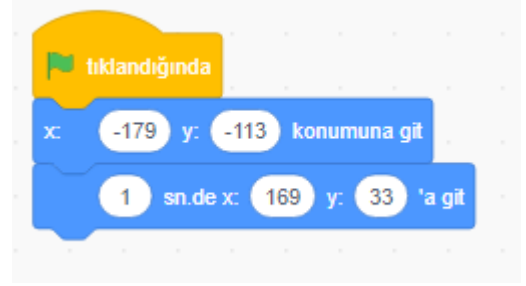 tıklandığında
x: -179 y: -113 konumuna git
1 sn.de x: 169 y: 33 'a git